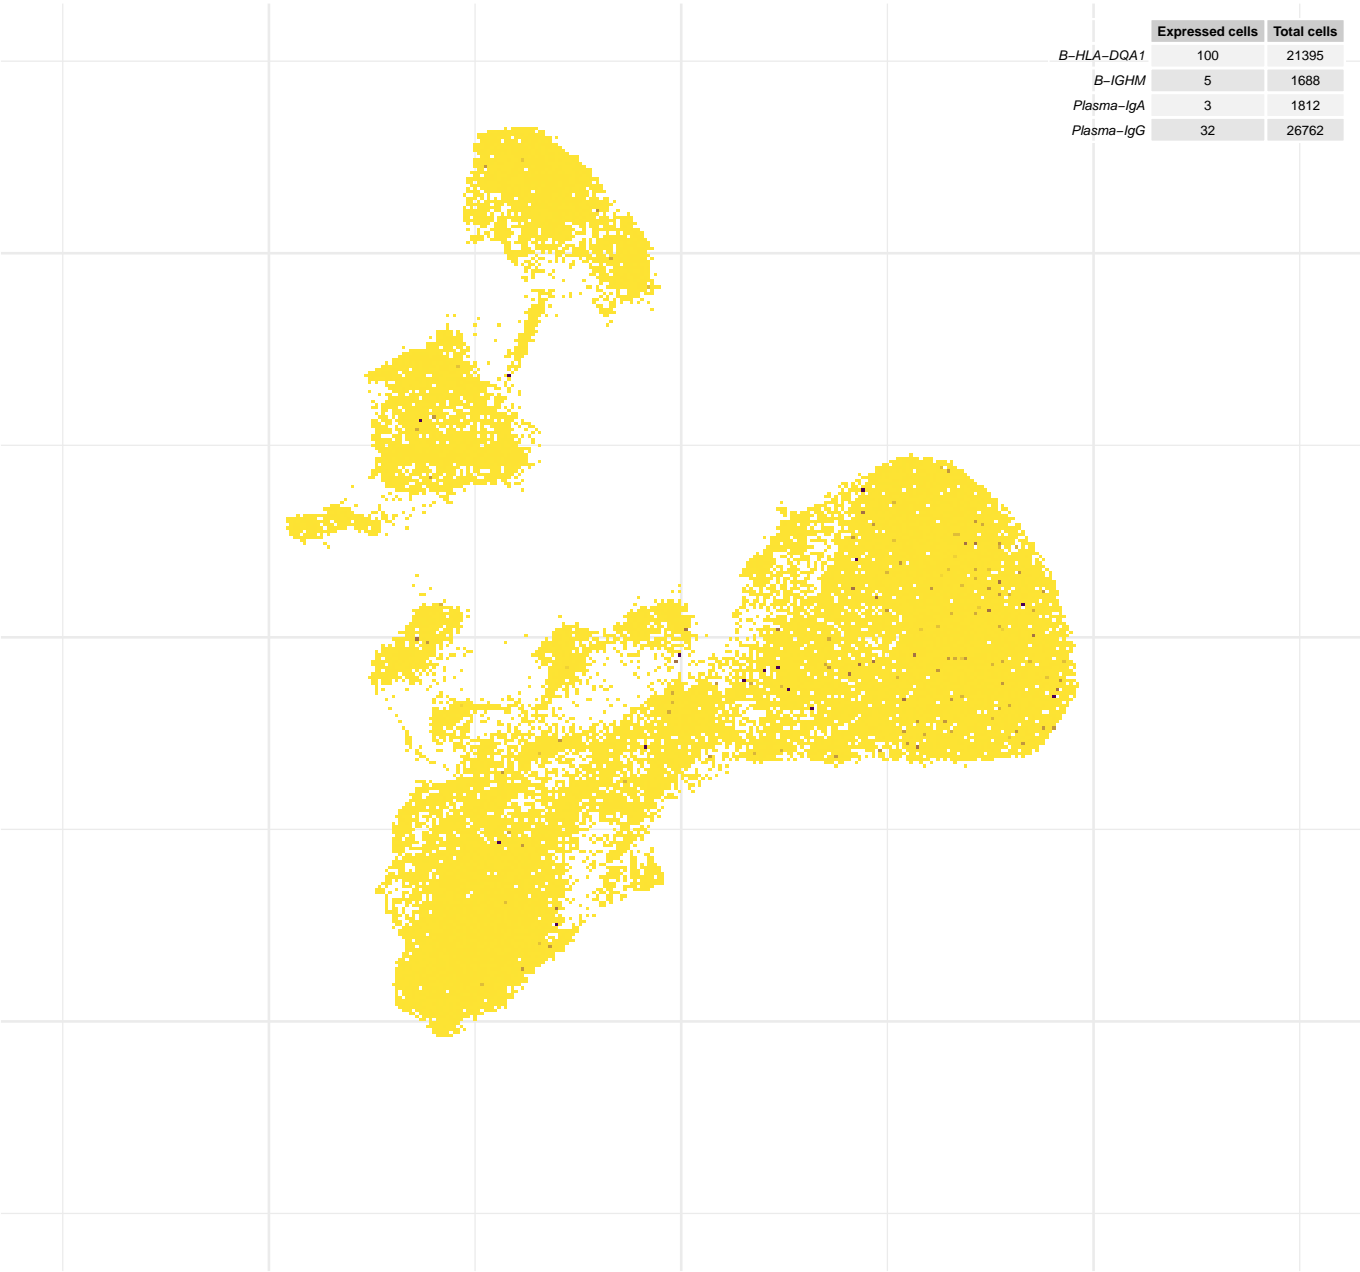 Expressed cells Total cells
B−HLA−DQA1 100 21395
B−IGHM 5 1688
Plasma−IgA 3 1812
Plasma−IgG 32 26762